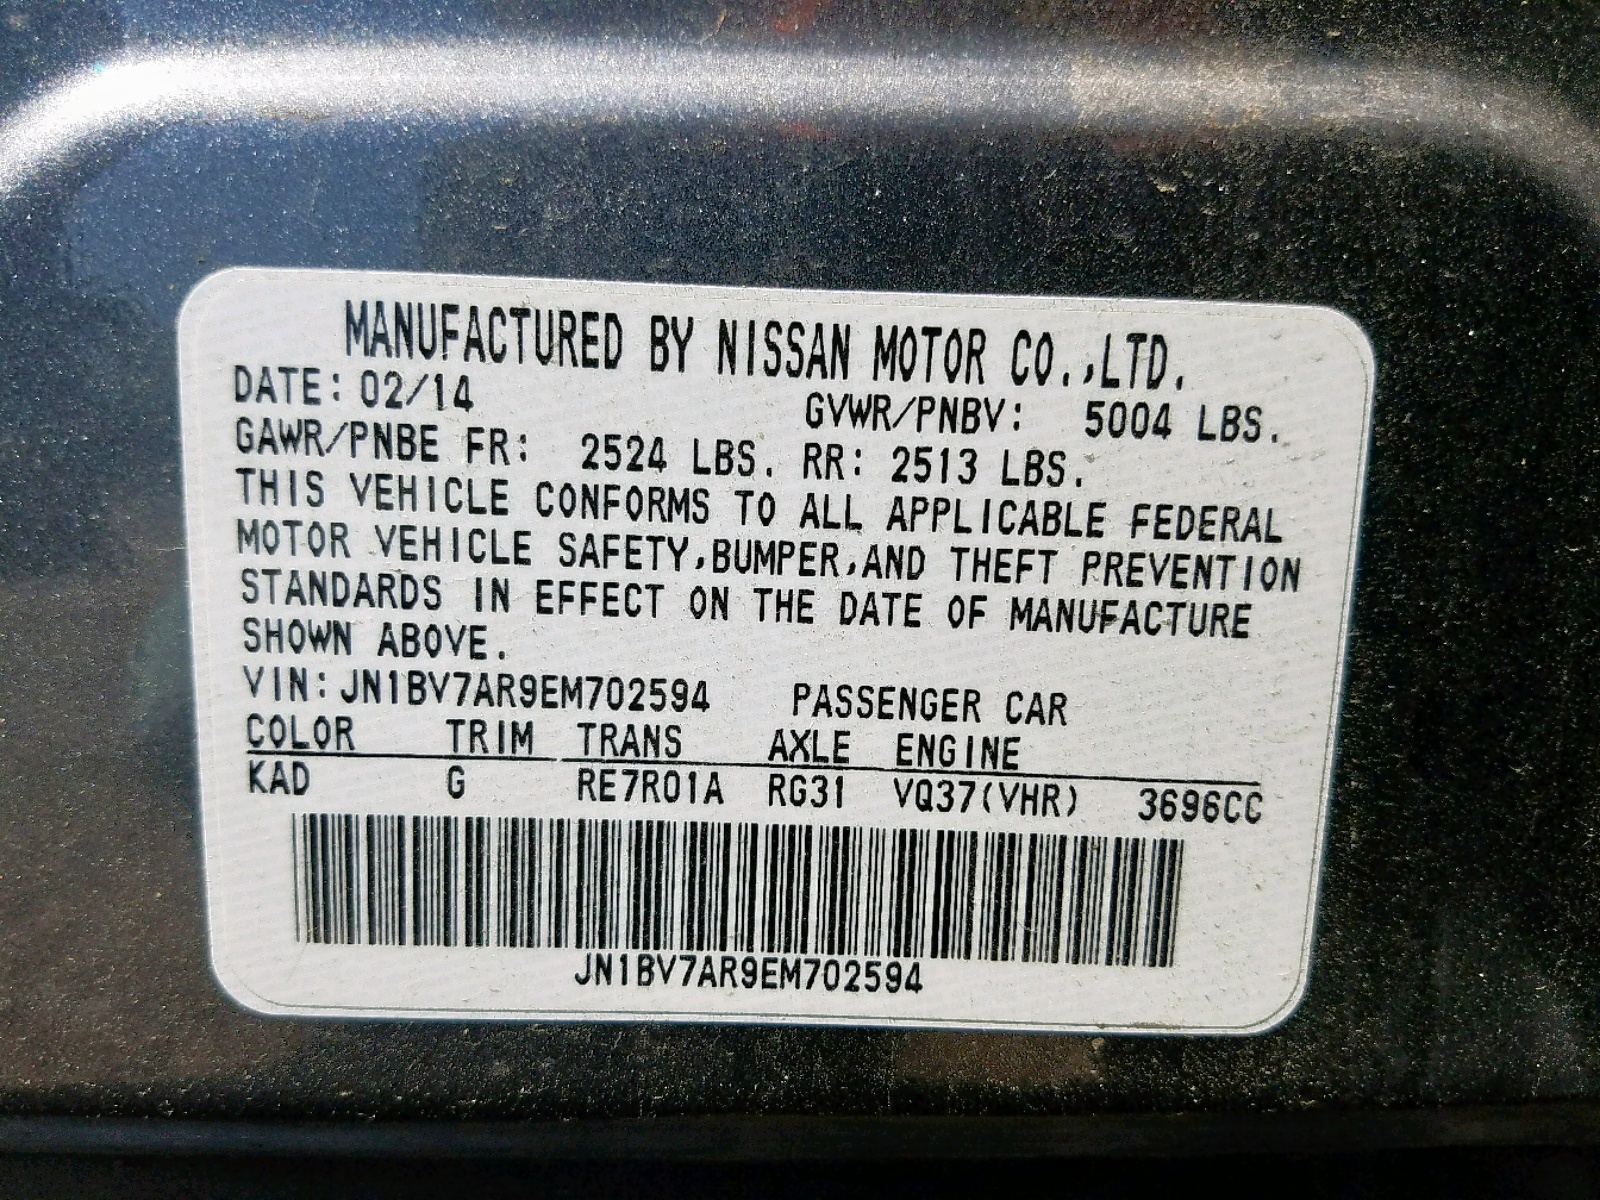 MANUFACTURED BY NISSAN MOTOR CO.,LTD.
DATE: 02/14 GVWR/PNBV: 5004 LBS.
GAWR/PNBE FR: 2524 LBS. RR: 2513 LBS.
THIS VEHICLE CONFORMS TO ALL APPLICABLE FEDERAL
MOTOR VEHICLE SAFETY,BUMPER,AND THEFT PREVENTION
STANDARDS IN EFFECT ON THE DATE OF MANUFACTURE
SHOWN ABOVE.
VIN:JN1BV7AR9EM702594 PASSENGER CAR
COLOR TRIM TRANS AXLE ENGINE
KAD G RE7R01A RG31 VQ37(VHR) 3696CC
JN1BV7AR9EM702594